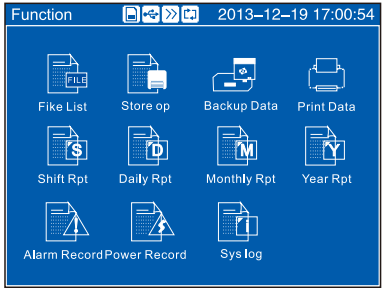 Function 2013–12–19 17:00:54
FILE
Fike List Store op Backup Data Print Data
S D M Y
Shift Rpt Daily Rpt Monthly Rpt Year Rpt
i
Alarm Record Power Record Sys log